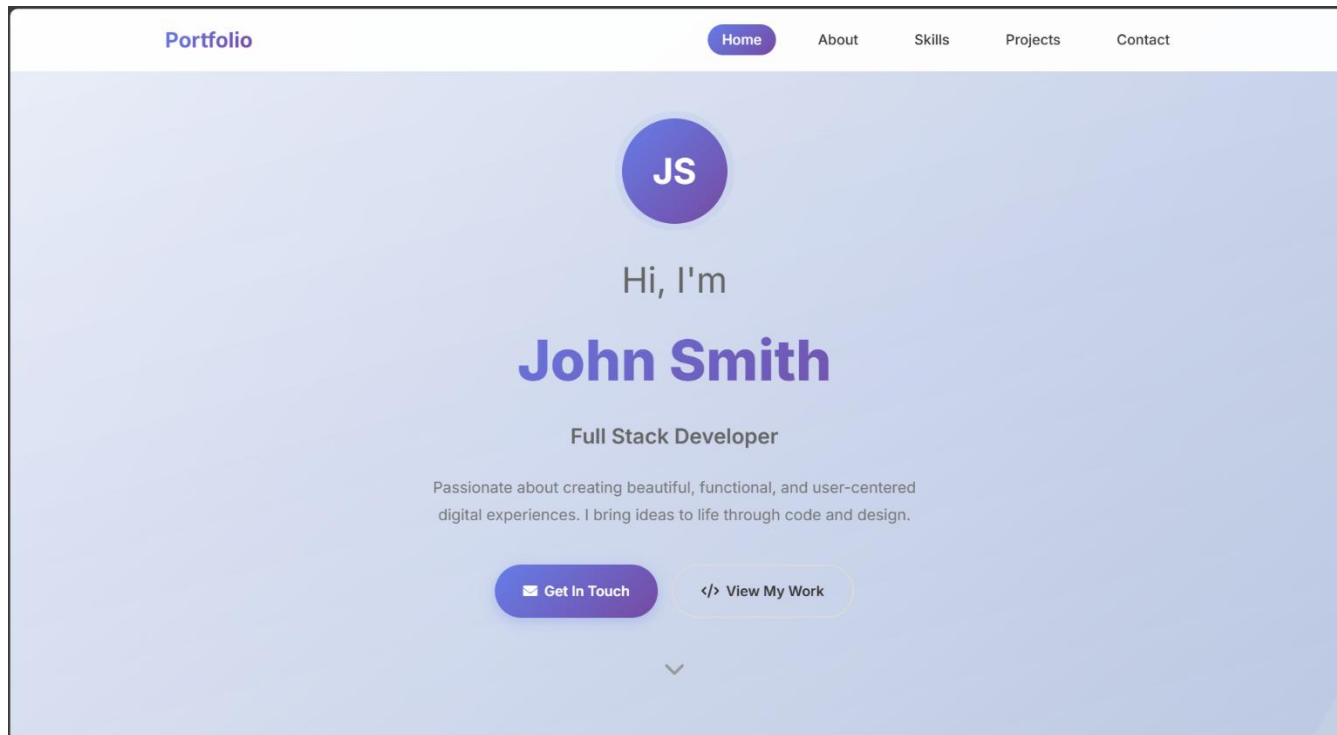 Portfolio
Home
About
Skills
Projects
Contact
JS
Hi, I'm
John Smith
Full Stack Developer
Passionate about creating beautiful, functional, and user-centered
digital experiences. I bring ideas to life through code and design.
Get In Touch
</> View My Work